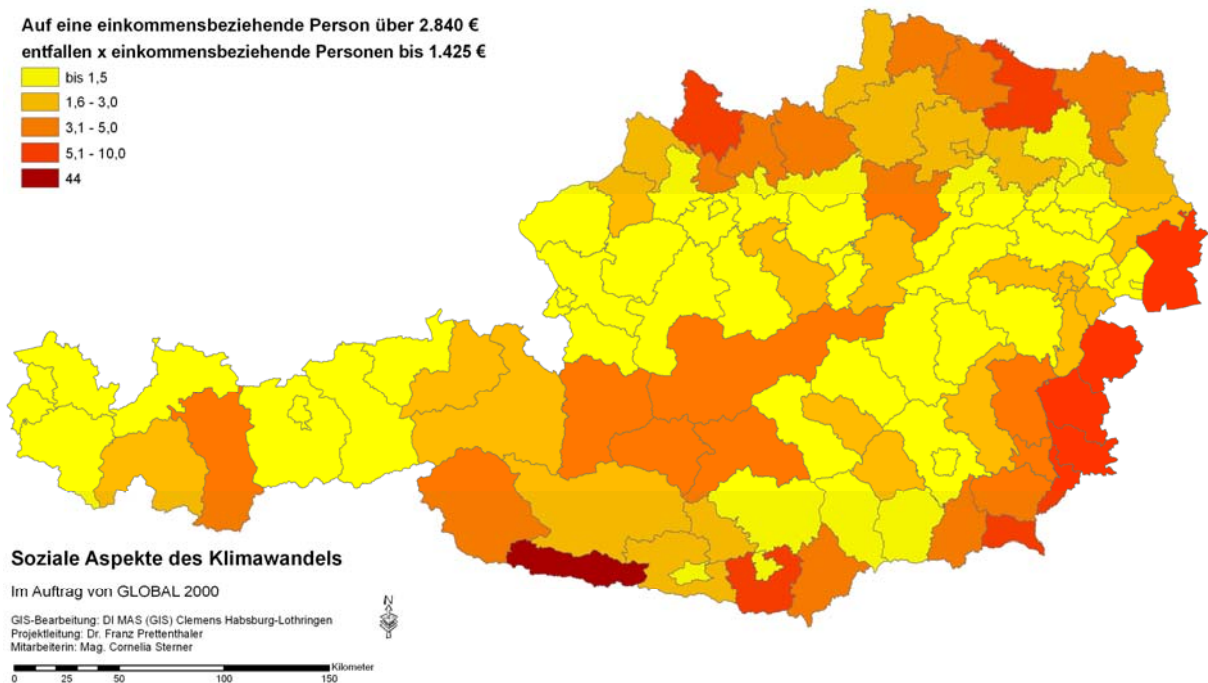 Auf eine einkommensbeziehende Person über 2.840 €
entfallen x einkommensbeziehende Personen bis 1.425 €
bis 1,5
1,6 - 3,0
3,1 - 5,0
5,1 - 10,0
44
Soziale Aspekte des Klimawandels
Im Auftrag von GLOBAL 2000
GIS-Bearbeitung: DI MAS (GIS) Clemens Habsburg-Lothringen
Projektleitung: Dr. Franz Prettenthaler
Mitarbeiterin: Mag. Cornelia Sterner
N
Kilometer
0 25 50 100 150